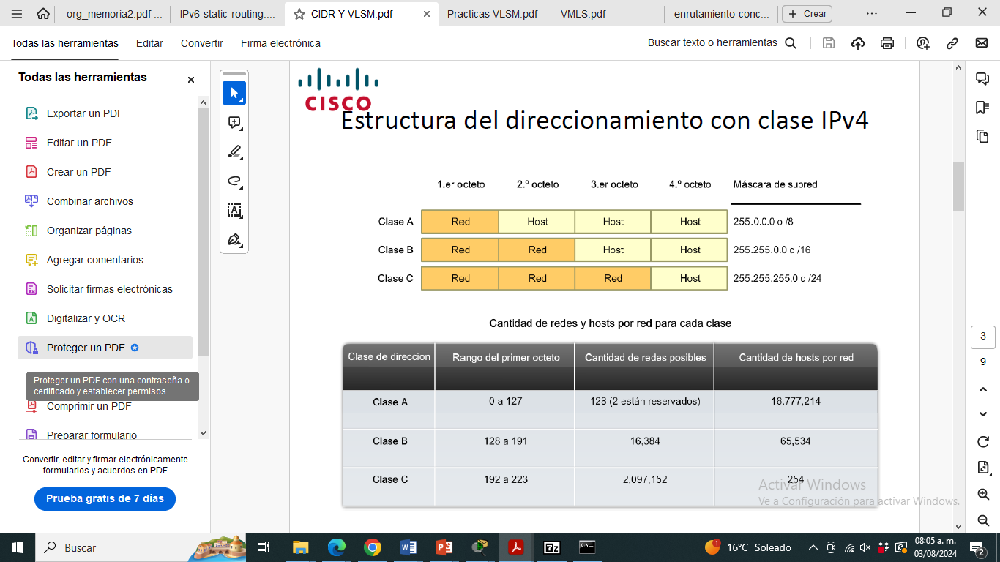 org_memoria2.pdf ...
IPv6-static-routing....
CIDR Y VLSM.pdf
Practicas VLSM.pdf
VMLS.pdf
enrutamiento-conc...
Crear
Todas las herramientas
Editar
Convertir
Firma electrónica
Buscar texto o herramientas
Todas las herramientas
Exportar un PDF
Editar un PDF
Crear un PDF
Combinar archivos
Organizar páginas
Agregar comentarios
Solicitar firmas electrónicas
Digitalizar y OCR
Proteger un PDF
Proteger un PDF con una contraseña o
certificado y establecer permisos
Comprimir un PDF
Preparar formulario
Convertir, editar y firmar electrónicamente
formularios y acuerdos en PDF
Prueba gratis de 7 días
CISCO
Estructura del direccionamiento con clase IPv4
1.er octeto 2.º octeto 3.er octeto 4.º octeto Máscara de subred
Clase A Red Host Host Host 255.0.0.0 o /8
Clase B Red Red Host Host 255.255.0.0 o /16
Clase C Red Red Red Host 255.255.255.0 o /24
Cantidad de redes y hosts por red para cada clase
Clase de dirección Rango del primer octeto Cantidad de redes posibles Cantidad de hosts por red
Clase A 0 a 127 128 (2 están reservados) 16,777,214
Clase B 128 a 191 16,384 65,534
Clase C 192 a 223 2,097,152 254
Activar Windows
Ve a Configuración para activar Windows.
3
9
Buscar
16°C Soleado
08:05 a. m.
03/08/2024
2